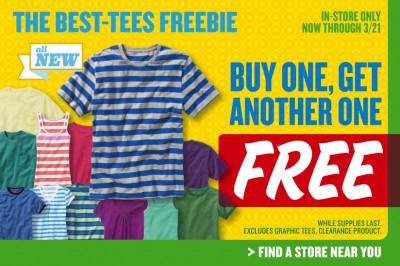 THE BEST-TEES FREEBIE
IN-STORE ONLY
NOW THROUGH 3/21
all
NEW
BUY ONE, GET
ANOTHER ONE
FREE
WHILE SUPPLIES LAST.
EXCLUDES GRAPHIC TEES, CLEARANCE PRODUCT.
> FIND A STORE NEAR YOU